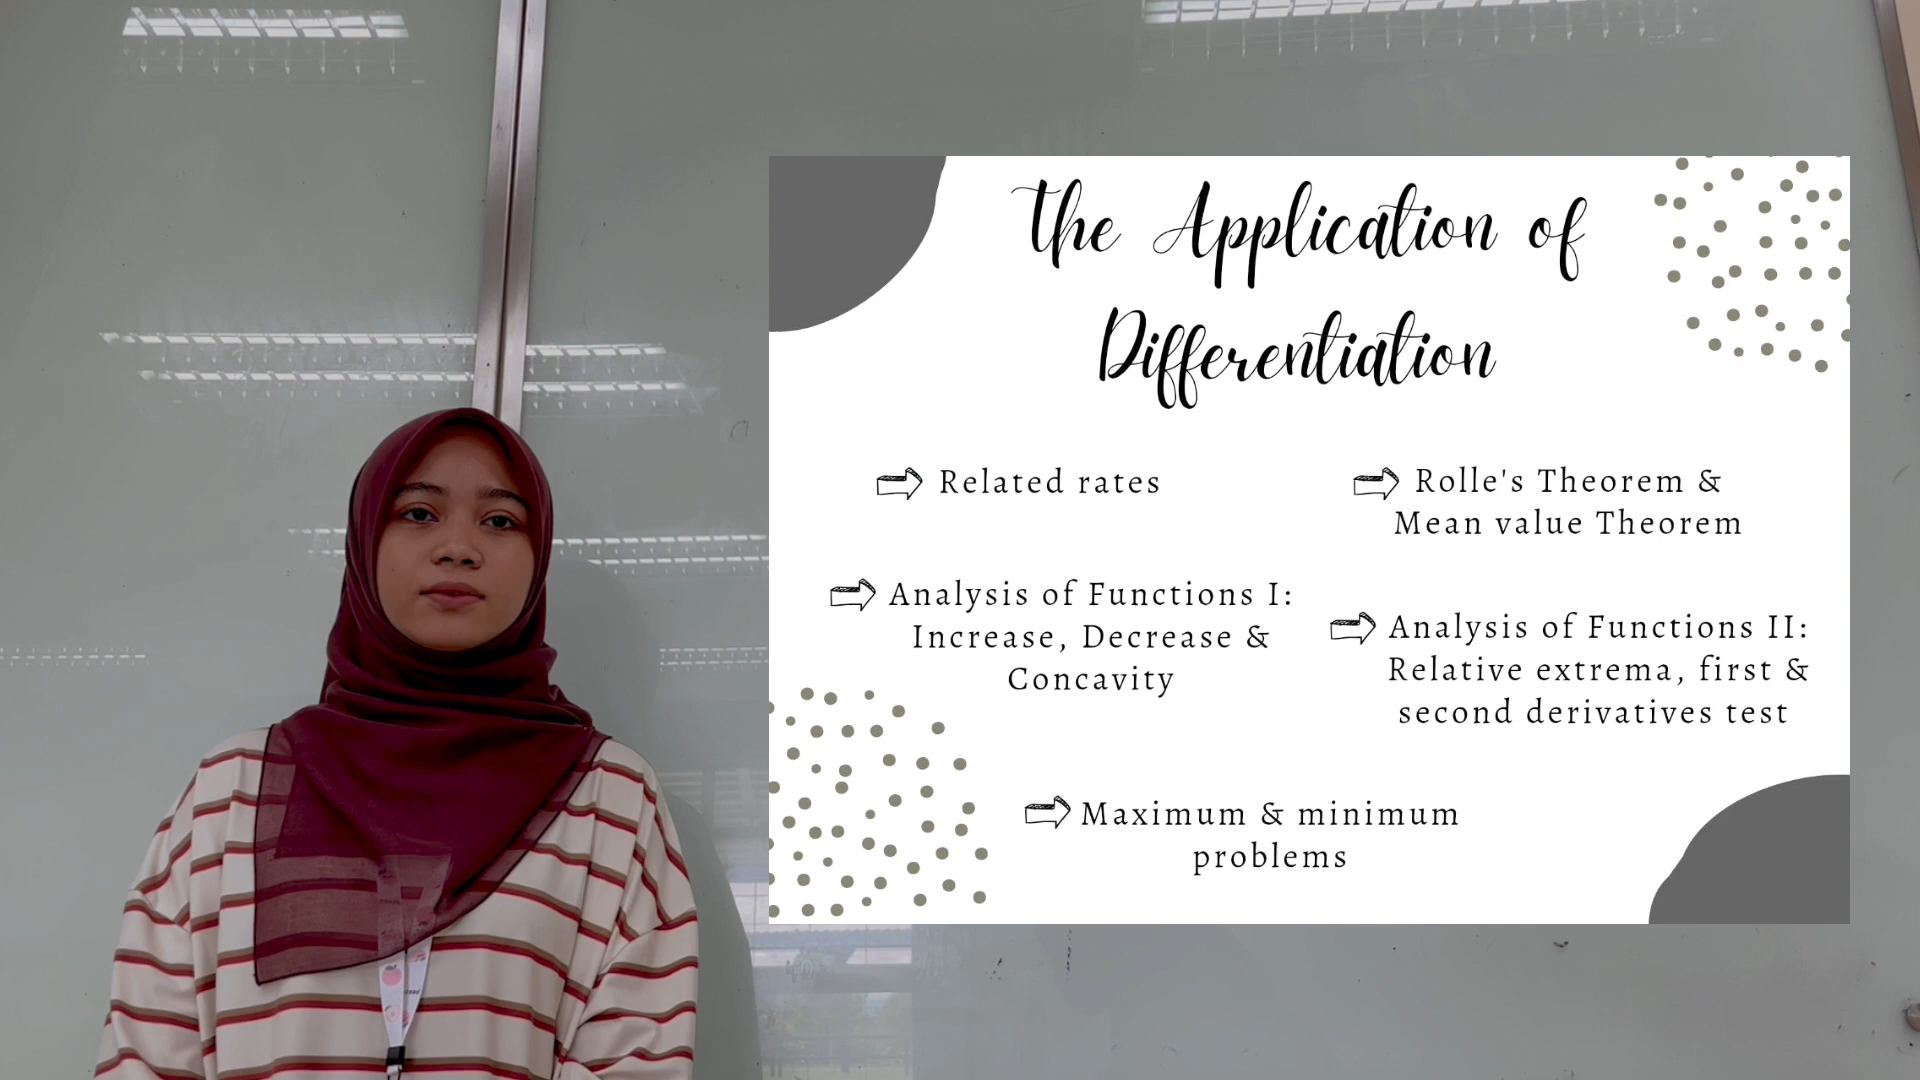 The Application of
Differentiation
Related rates
Analysis of Functions I:
Increase, Decrease &
Concavity
Rolle's Theorem &
Mean value Theorem
Analysis of Functions II:
Relative extrema, first &
second derivatives test
Maximum & minimum
problems